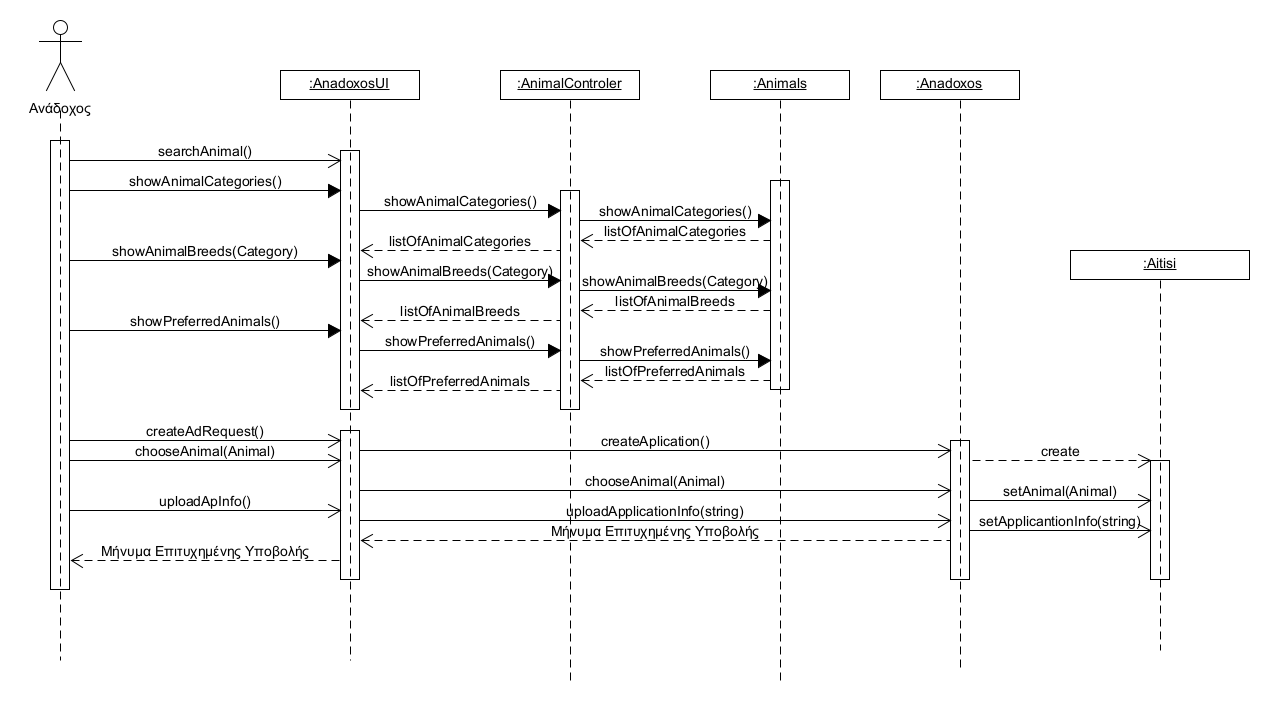 Ανάδοχος
:AnadoxosUI
:AnimalControler
:Animals
:Anadoxos
searchAnimal()
showAnimalCategories()
showAnimalCategories()
showAnimalCategories()
listOfAnimalCategories
listOfAnimalCategories
showAnimalBreeds(Category)
:Aitisi
showAnimalBreeds(Category)
showAnimalBreeds(Category)
listOfAnimalBreeds
listOfAnimalBreeds
showPreferredAnimals()
showPreferredAnimals()
showPreferredAnimals()
listOfPreferredAnimals
listOfPreferredAnimals
createAdRequest()
createAplication()
chooseAnimal(Animal)
create
chooseAnimal(Animal)
setAnimal(Animal)
uploadApInfo()
uploadApplicationInfo(string)
setApplicantionInfo(string)
Μήνυμα Επιτυχημένης Υποβολής
Μήνυμα Επιτυχημένης Υποβολής